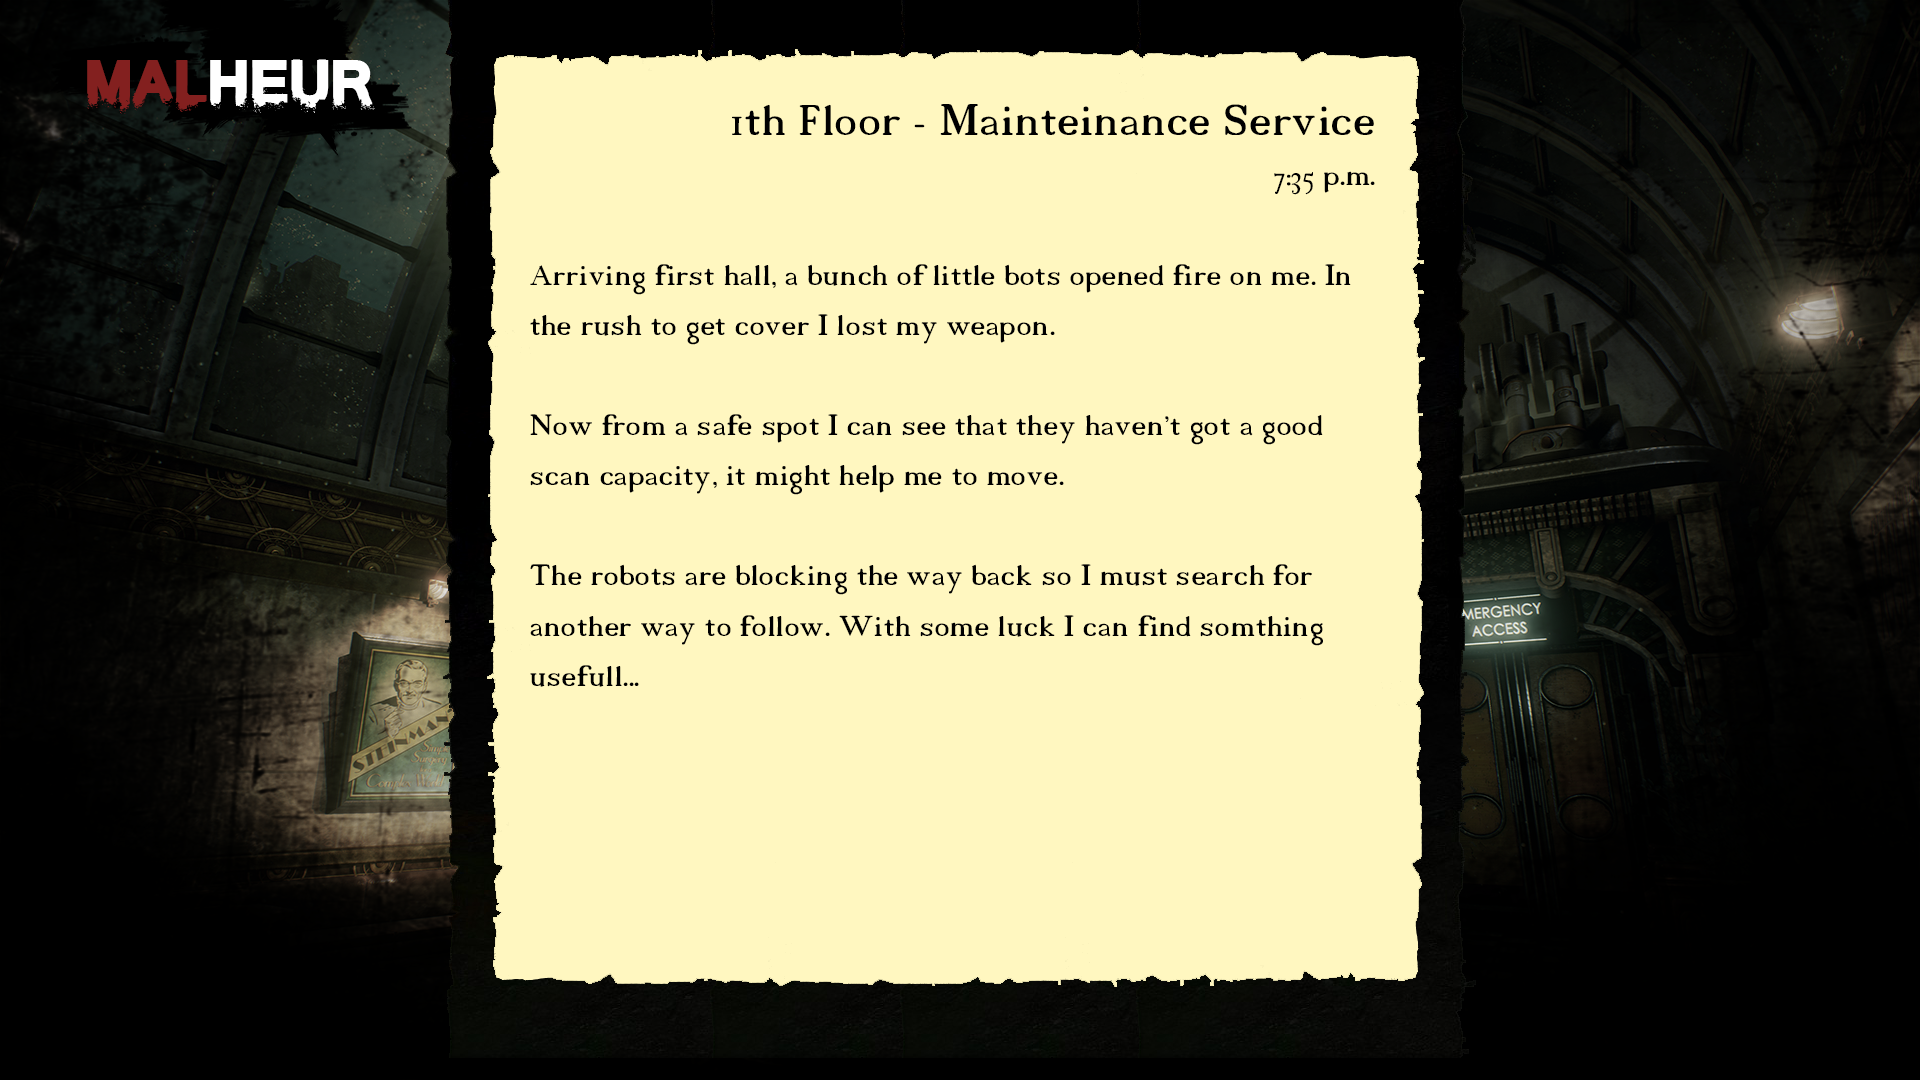 MALHEUR
1th Floor - Mainteinance Service
7:35 p.m.
Arriving first hall, a bunch of little bots opened fire on me. In
the rush to get cover I lost my weapon.
Now from a safe spot I can see that they haven't got a good
scan capacity, it might help me to move.
The robots are blocking the way back so I must search for
another way to follow. With some luck I can find somthing
usefull...
MERGENCY
ACCESS
STEINMAN